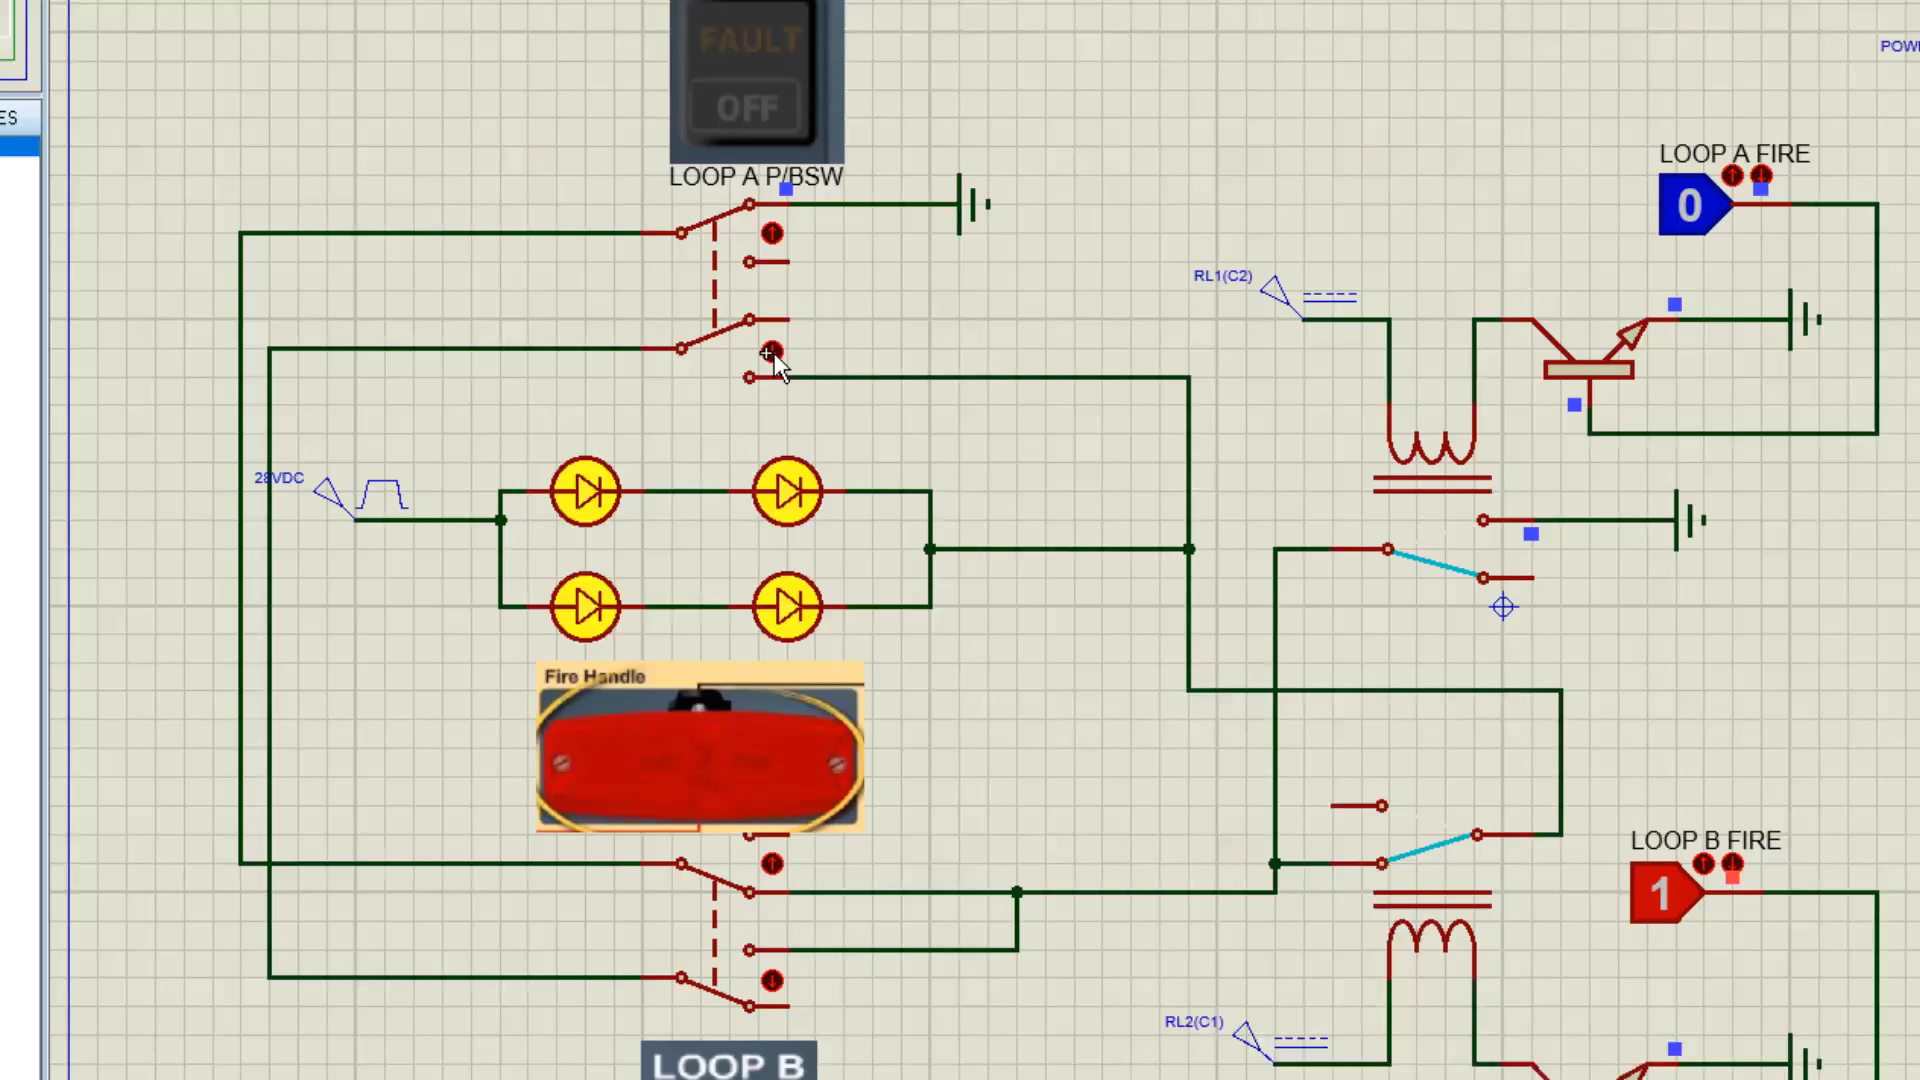 FAULT
OFF
POW
ES
LOOP A FIRE
LOOP A P/BSW
0
RL1(C2)
28VDC
Fire Handle
LOOP B FIRE
1
RL2(C1)
LOOP B